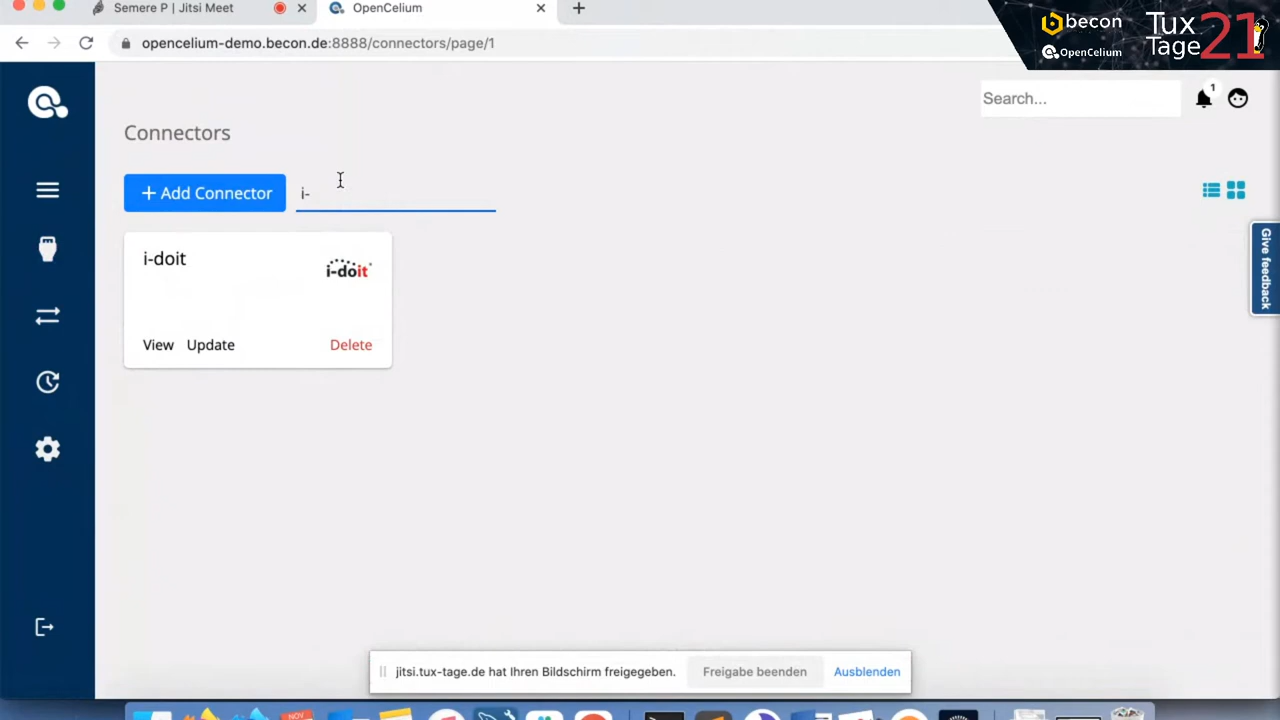 Semere P | Jitsi Meet
OpenCelium
opencelium-demo.becon.de:8888/connectors/page/1
becon
OpenCelium
Tux
Tage
21
Search...
1
Connectors
+ Add Connector
i-
i-doit
i-doit
View
Update
Delete
Give feedback
jitsi.tux-tage.de hat Ihren Bildschirm freigegeben.
Freigabe beenden
Ausblenden
NOV